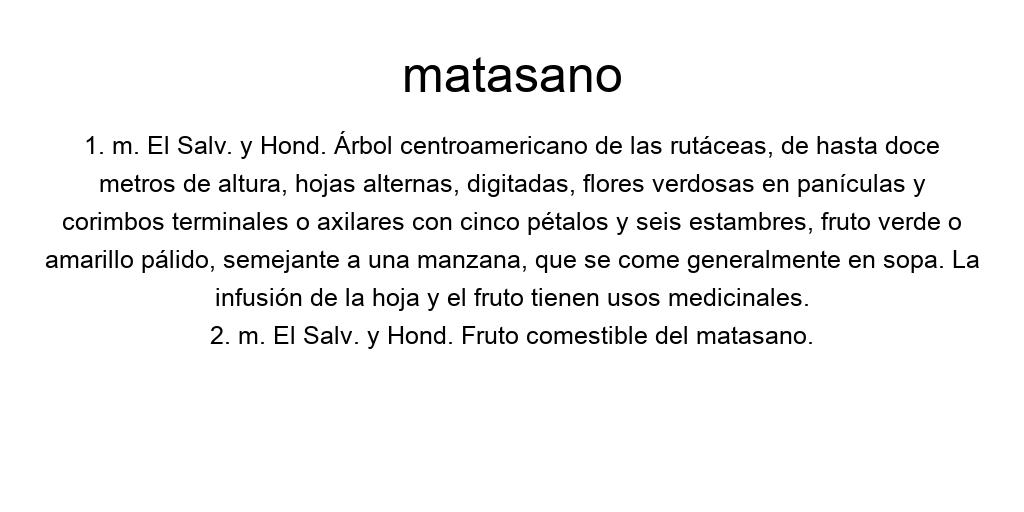 matasano
1. m. El Salv. y Hond. Árbol centroamericano de las rutáceas, de hasta doce
metros de altura, hojas alternas, digitadas, flores verdosas en panículas y
corimbos terminales o axilares con cinco pétalos y seis estambres, fruto verde o
amarillo pálido, semejante a una manzana, que se come generalmente en sopa. La
infusión de la hoja y el fruto tienen usos medicinales.
2. m. El Salv. y Hond. Fruto comestible del matasano.